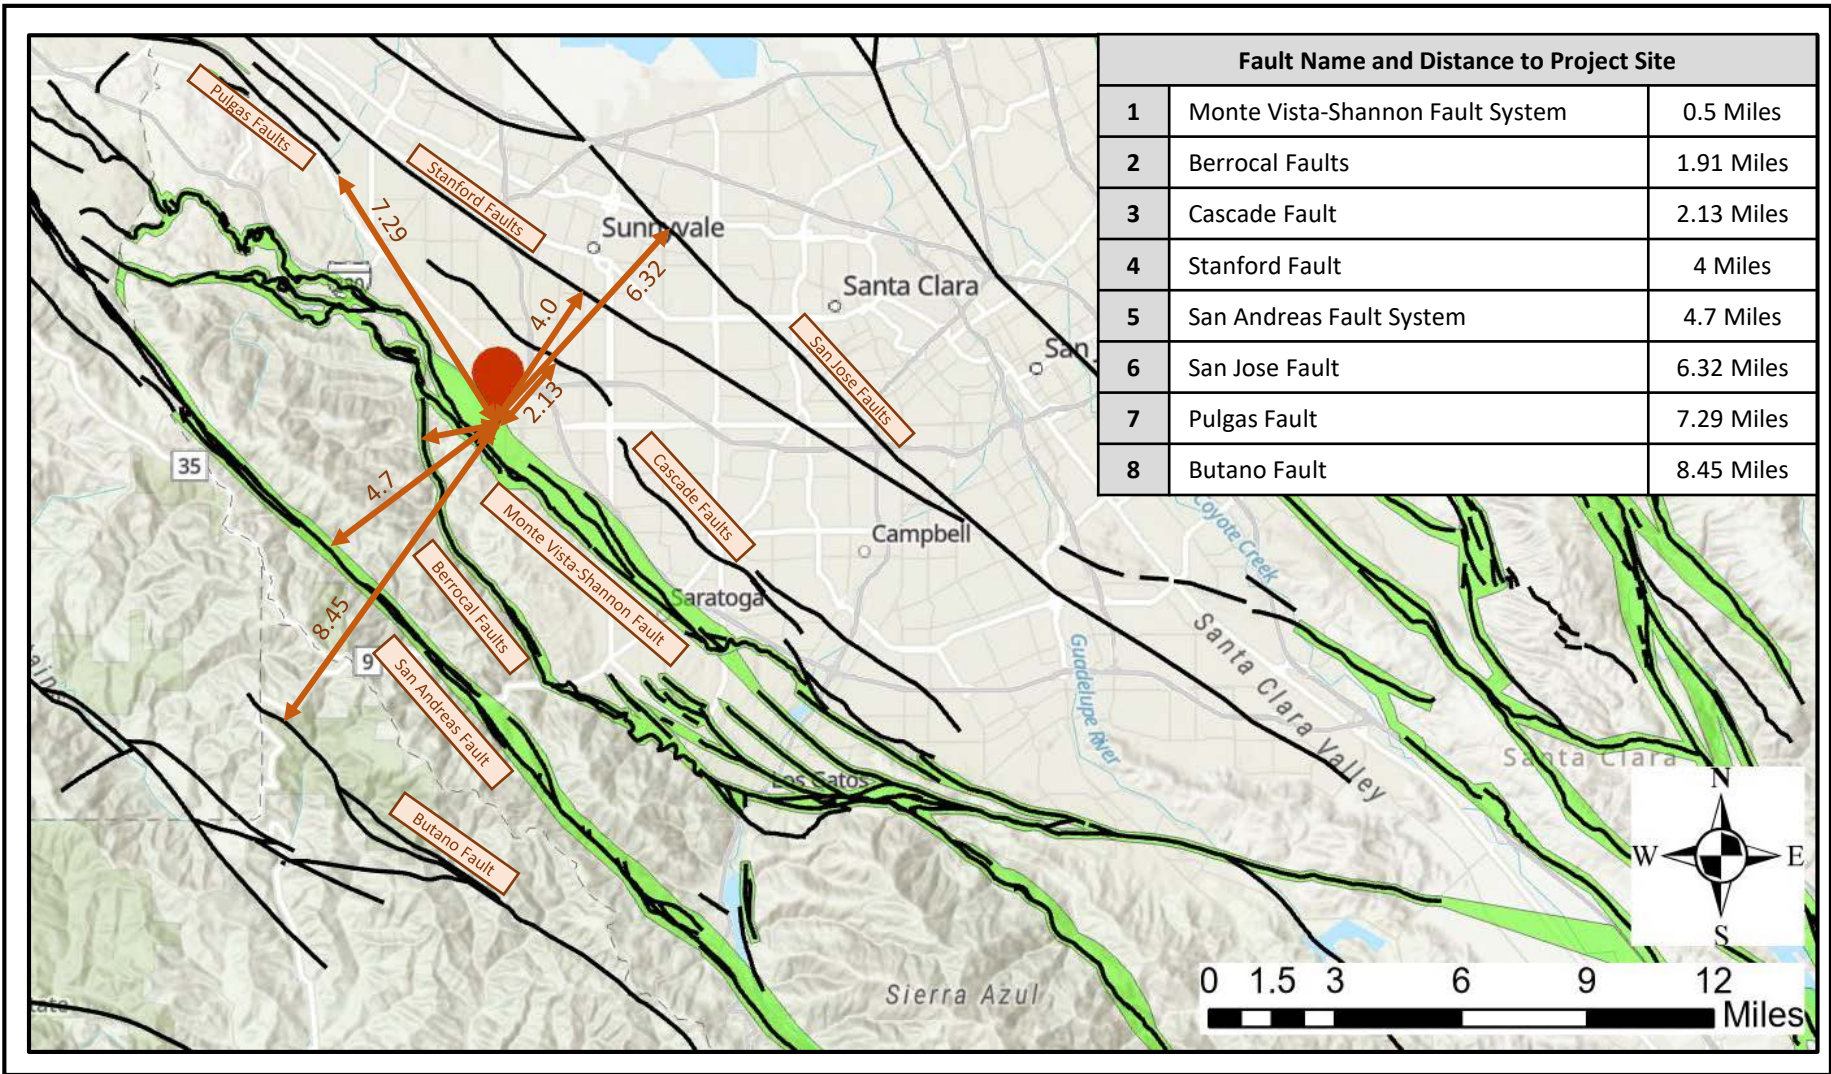 Fault Name and Distance to Project Site
1 Monte Vista-Shannon Fault System 0.5 Miles
2 Berrocal Faults 1.91 Miles
3 Cascade Fault 2.13 Miles
4 Stanford Fault 4 Miles
5 San Andreas Fault System 4.7 Miles
6 San Jose Fault 6.32 Miles
7 Pulgas Fault 7.29 Miles
8 Butano Fault 8.45 Miles
Pulgas Faults
Stanford Faults
7.29
Sunnyvale
6.32
4.0
Santa Clara
San
San Jose Faults
2.13
35
4.7
Cascade Faults
Monte Vista-Shannon Fault
Campbell
Coyote Creek
Berrocal Faults
Saratoga
8.45
9
San Andreas Fault
Guadelupe River
Santa Clara Valley
Santa Clara
Los Gatos
Butano Fault
Sierra Azul
N
W
E
S
0 1.5 3 6 9 12
Miles